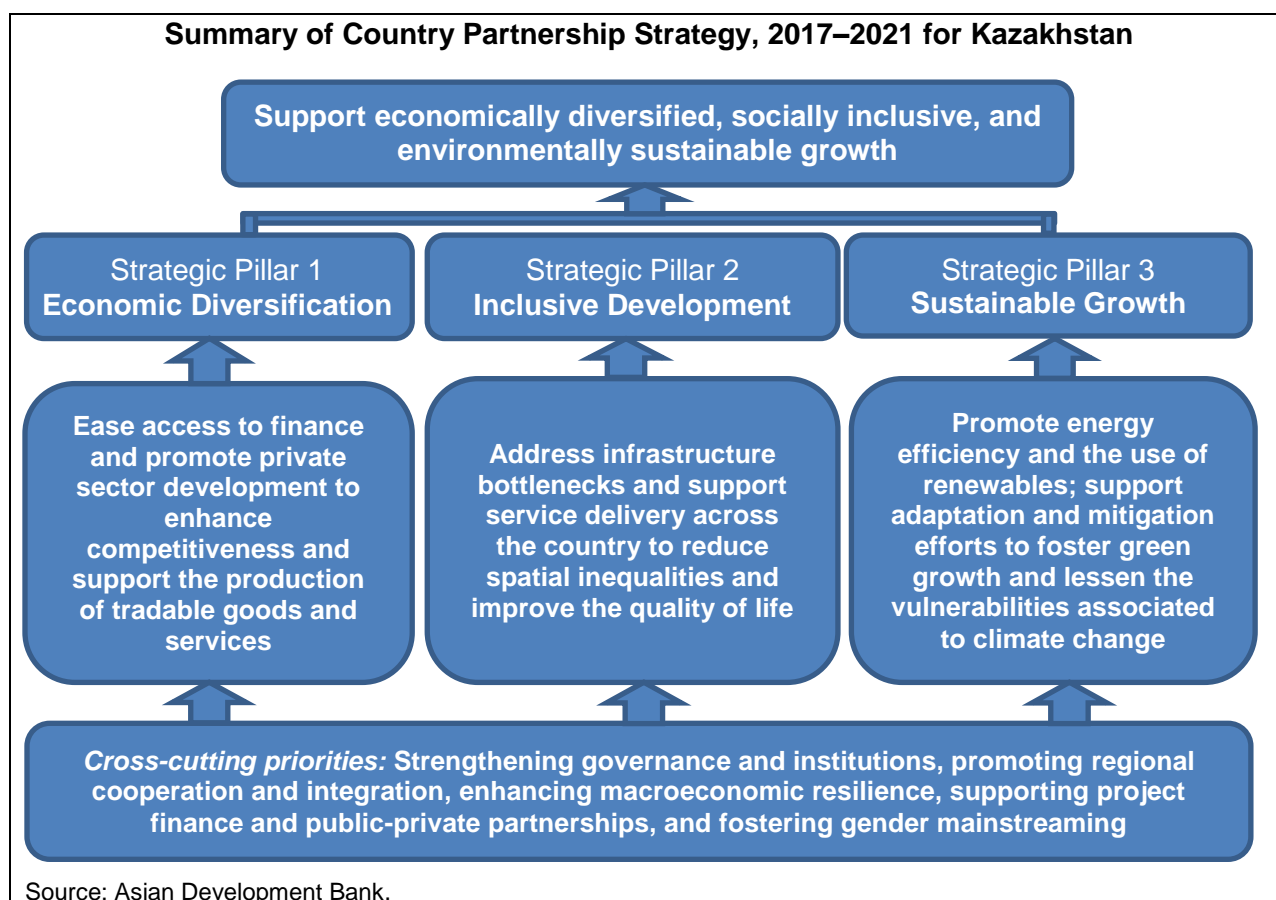 Summary of Country Partnership Strategy, 2017–2021 for Kazakhstan
Support economically diversified, socially inclusive, and
environmentally sustainable growth
Strategic Pillar 1
Economic Diversification
Strategic Pillar 2
Inclusive Development
Strategic Pillar 3
Sustainable Growth
Ease access to finance
and promote private
sector development to
enhance
competitiveness and
support the production
of tradable goods and
services
Address infrastructure
bottlenecks and support
service delivery across
the country to reduce
spatial inequalities and
improve the quality of life
Promote energy
efficiency and the use of
renewables; support
adaptation and mitigation
efforts to foster green
growth and lessen the
vulnerabilities associated
to climate change
Cross-cutting priorities: Strengthening governance and institutions, promoting regional
cooperation and integration, enhancing macroeconomic resilience, supporting project
finance and public-private partnerships, and fostering gender mainstreaming
Source: Asian Development Bank.